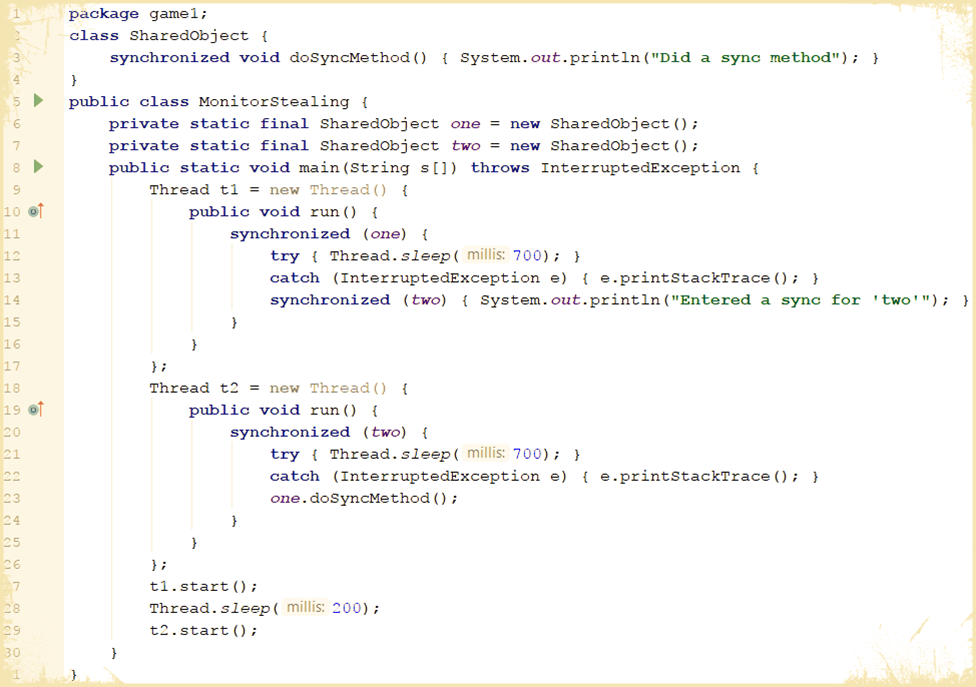 1 package game1;
2 class SharedObject {
3 synchronized void doSyncMethod() { System.out.println("Did a sync method"); }
4 }
5 public class MonitorStealing {
6 private static final SharedObject one = new SharedObject();
7 private static final SharedObject two = new SharedObject();
8 public static void main(String s[]) throws InterruptedException {
9 Thread t1 = new Thread() {
10 public void run() {
11 synchronized (one) {
12 try { Thread.sleep( millis: 700); }
13 catch (InterruptedException e) { e.printStackTrace(); }
14 synchronized (two) { System.out.println("Entered a sync for 'two'"); }
15 }
16 }
17 };
18 Thread t2 = new Thread() {
19 public void run() {
20 synchronized (two) {
21 try { Thread.sleep( millis: 700); }
22 catch (InterruptedException e) { e.printStackTrace(); }
23 one.doSyncMethod();
24 }
25 }
26 };
27 t1.start();
28 Thread.sleep( millis: 200);
29 t2.start();
30 }
1 }